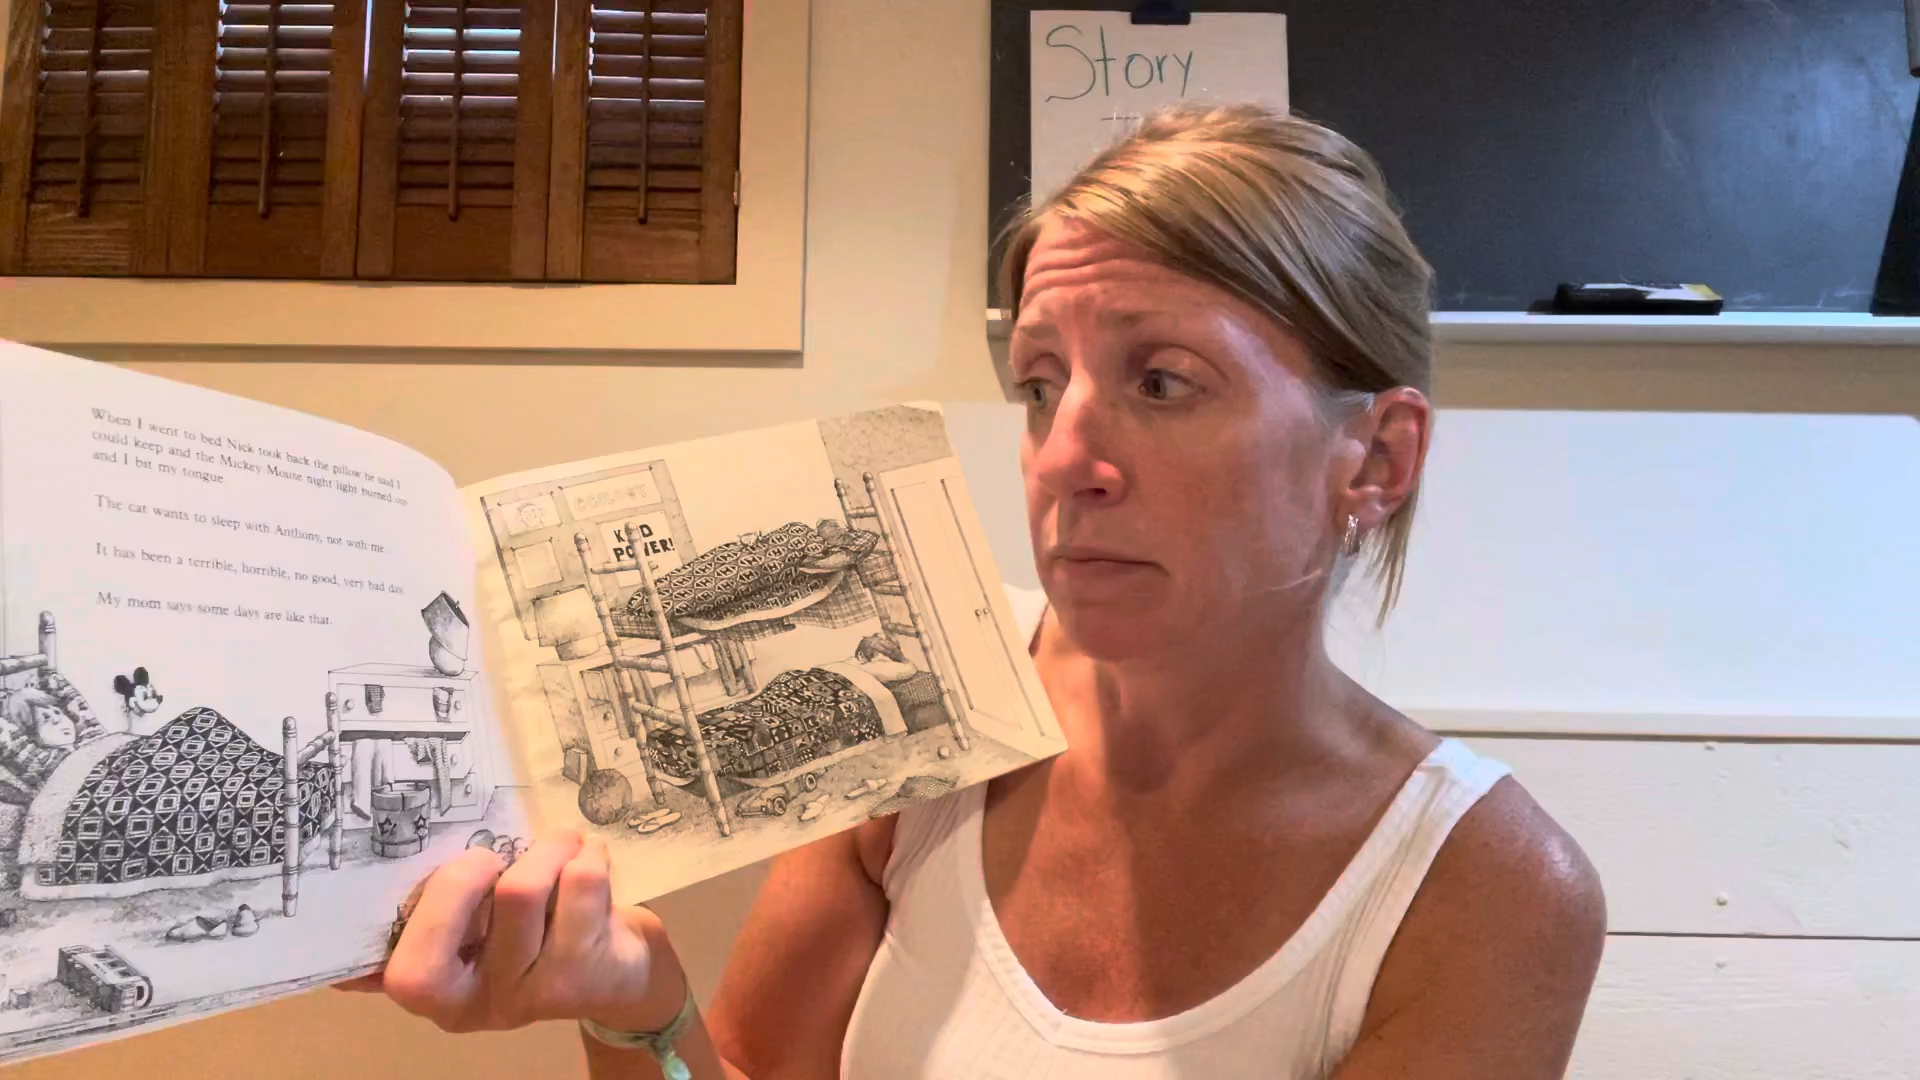 Story
When I went to bed Nick took back the pillow he said I
could keep and the Mickey Mouse night light burned out
and I bit my tongue.
The cat wants to sleep with Anthony, not with me.
It has been a terrible, horrible, no good, very bad day.
My mom says some days are like that.
KID
POWER!